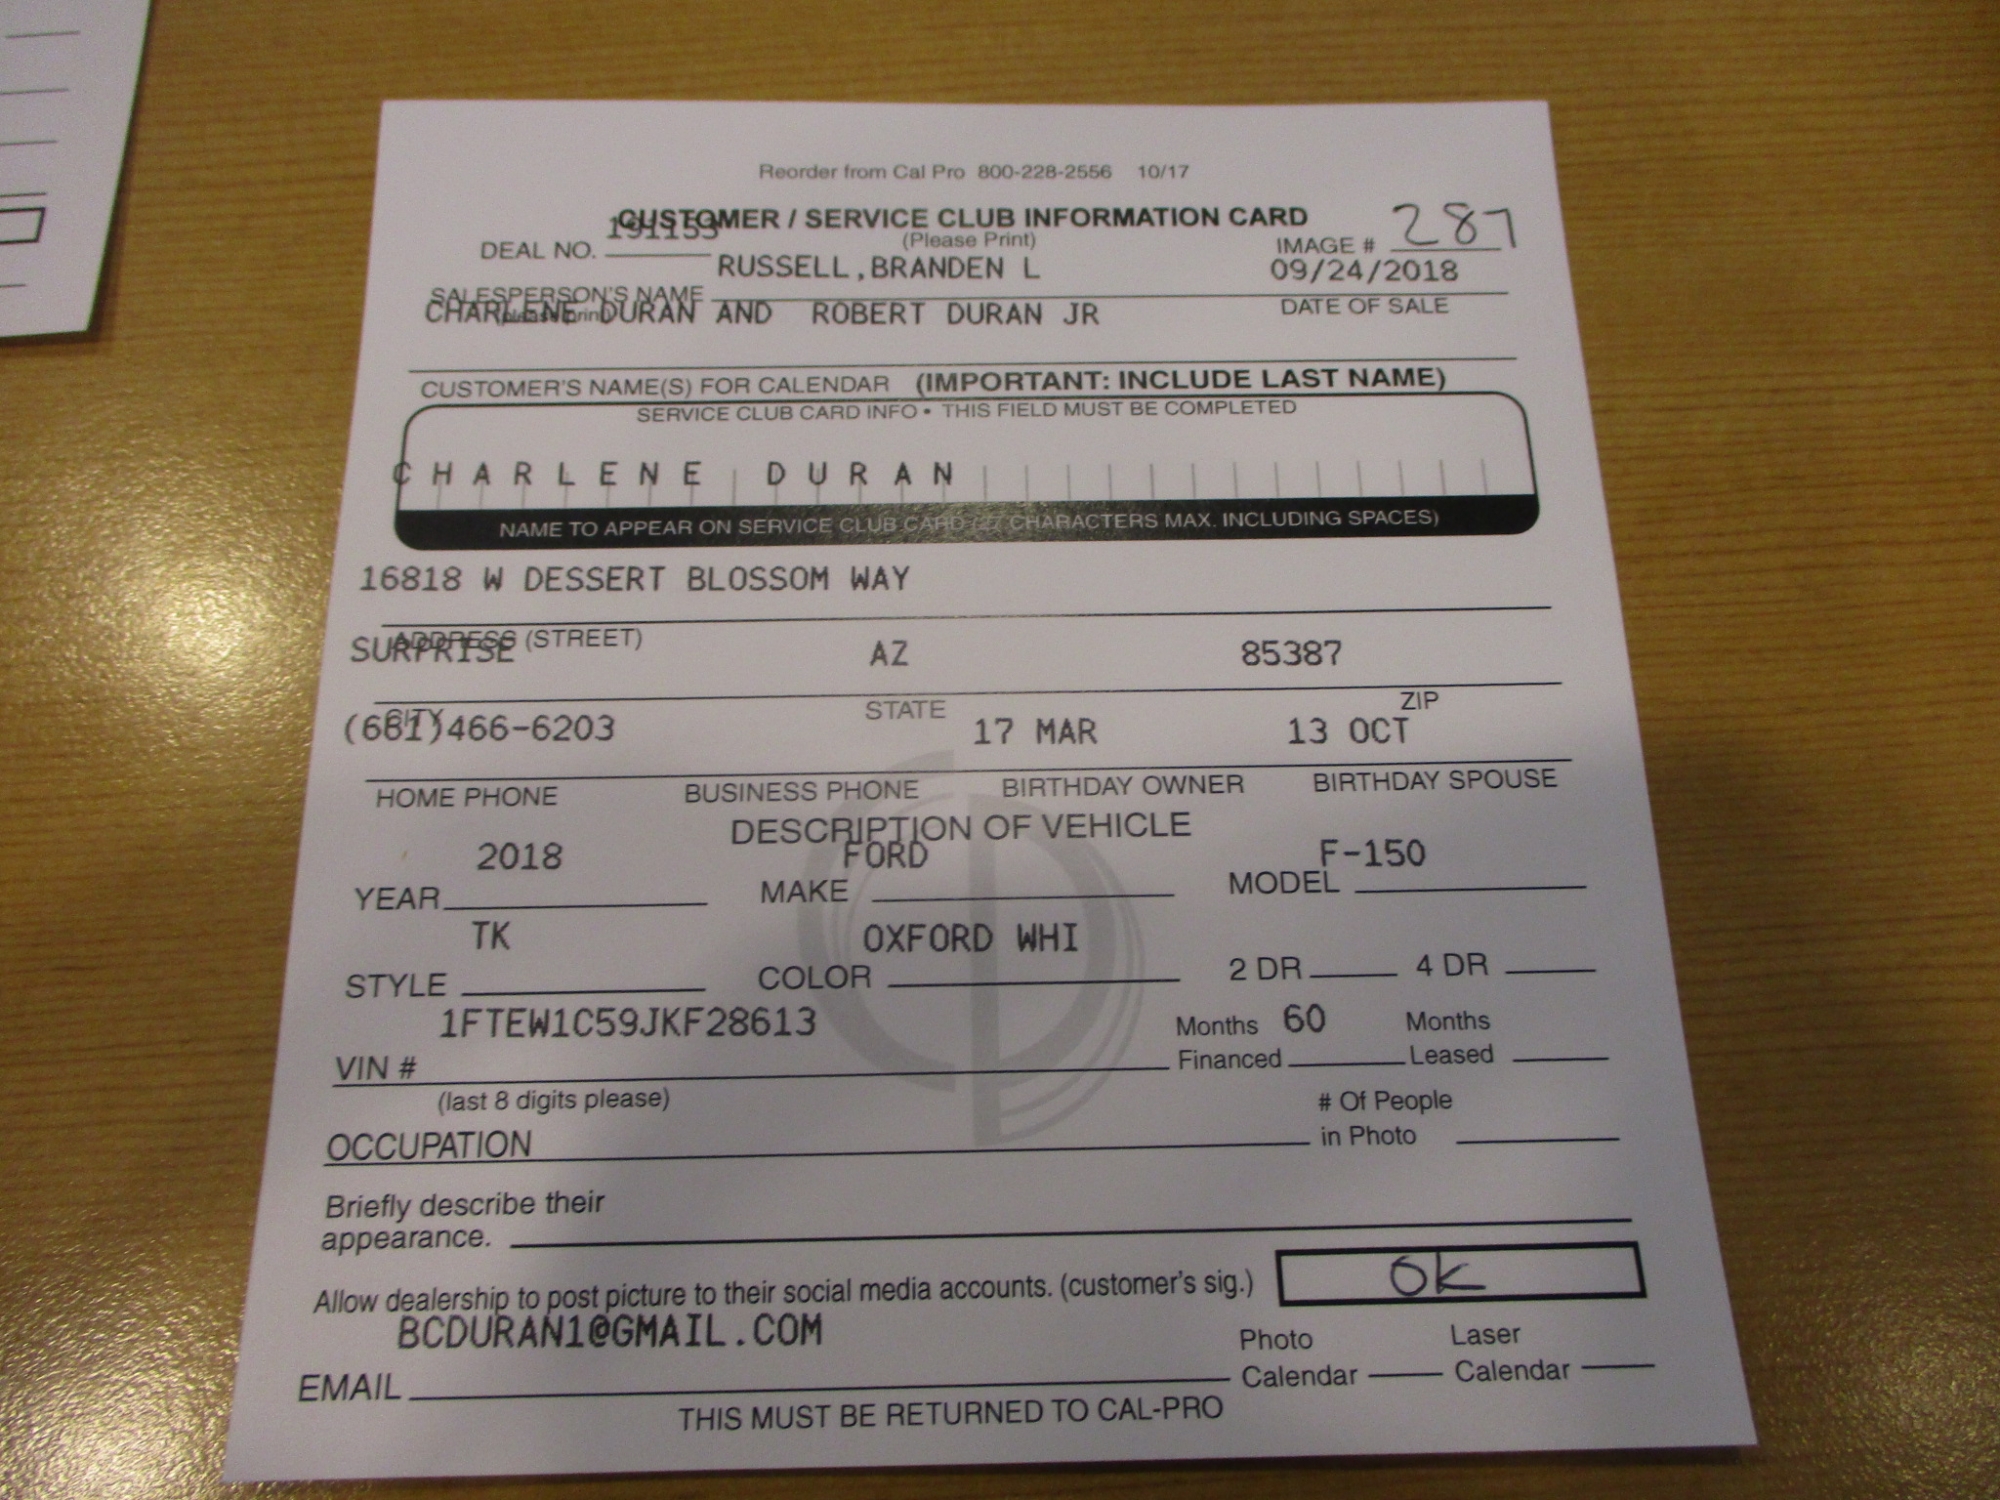 Reorder from Cal Pro 800-228-2556 10/17
CUSTOMER / SERVICE CLUB INFORMATION CARD
(Please Print)
DEAL NO. 191153
IMAGE # 287
RUSSELL,BRANDEN L 09/24/2018
SALESPERSON'S NAME DATE OF SALE
(please print)
CHARLENE DURAN AND ROBERT DURAN JR
CUSTOMER'S NAME(S) FOR CALENDAR (IMPORTANT: INCLUDE LAST NAME)
SERVICE CLUB CARD INFO • THIS FIELD MUST BE COMPLETED
CHARLENE DURAN
NAME TO APPEAR ON SERVICE CLUB CARD (27 CHARACTERS MAX. INCLUDING SPACES)
16818 W DESSERT BLOSSOM WAY
ADDRESS (STREET)
SURPRISE AZ 85387
CITY STATE ZIP
(661)466-6203 17 MAR 13 OCT
HOME PHONE BUSINESS PHONE BIRTHDAY OWNER BIRTHDAY SPOUSE
DESCRIPTION OF VEHICLE
2018 FORD F-150
YEAR MAKE MODEL
TK OXFORD WHI
STYLE COLOR 2 DR 4 DR
1FTEW1C59JKF28613 Months 60 Months
VIN # Financed Leased
(last 8 digits please) # Of People
OCCUPATION in Photo
Briefly describe their
appearance.
Allow dealership to post picture to their social media accounts. (customer's sig.) Ok
BCDURAN1@GMAIL.COM Photo Laser
EMAIL Calendar Calendar
THIS MUST BE RETURNED TO CAL-PRO